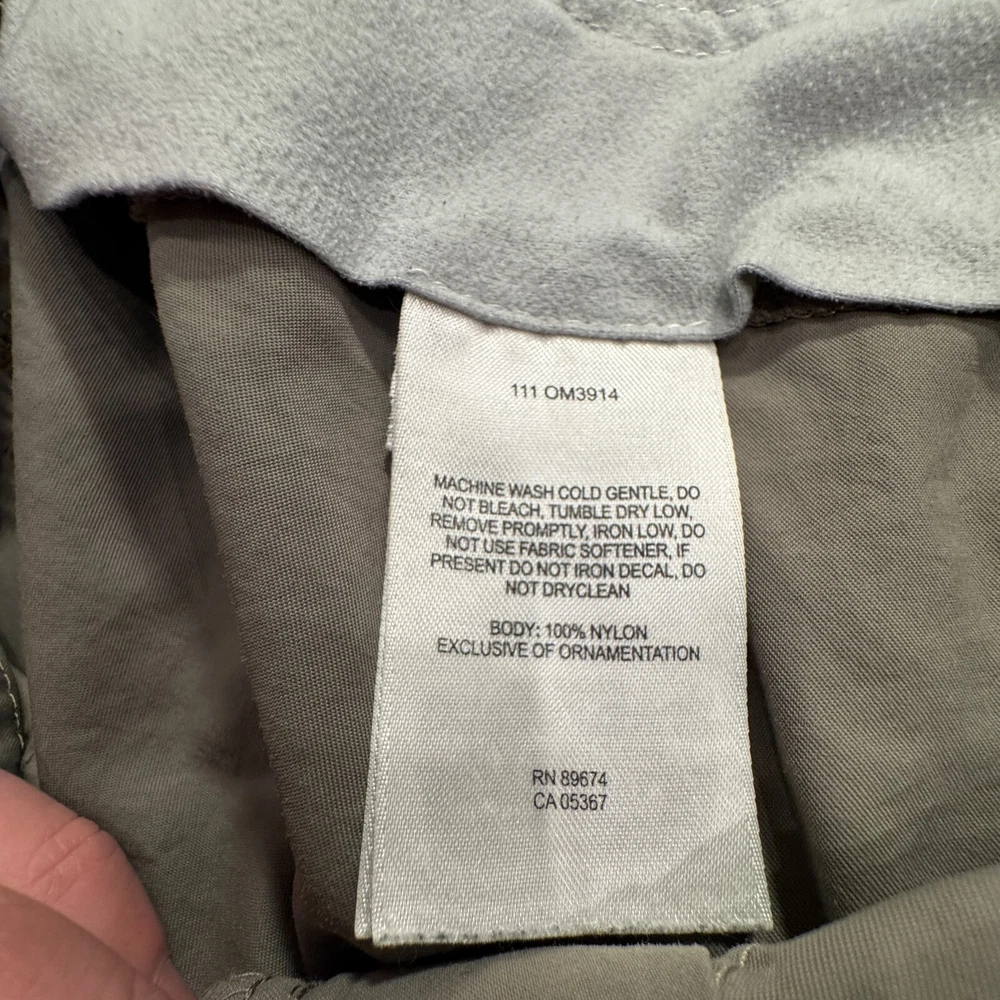 111 OM3914
MACHINE WASH COLD GENTLE, DO
NOT BLEACH, TUMBLE DRY LOW,
REMOVE PROMPTLY, IRON LOW, DO
NOT USE FABRIC SOFTENER, IF
PRESENT DO NOT IRON DECAL, DO
NOT DRYCLEAN
BODY: 100% NYLON
EXCLUSIVE OF ORNAMENTATION
RN 89674
CA 05367